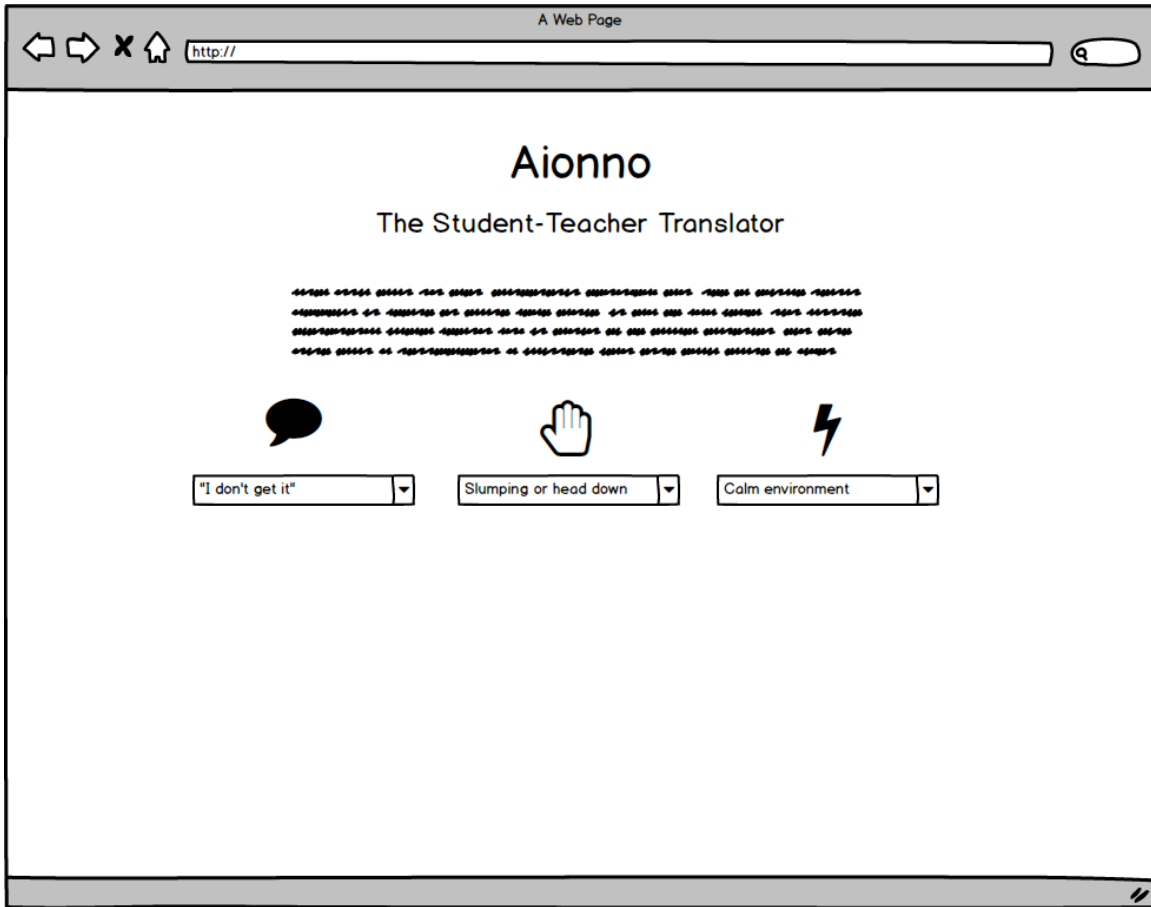 A Web Page
http://
Aionno
The Student-Teacher Translator
"I don't get it"
Slumping or head down
Calm environment